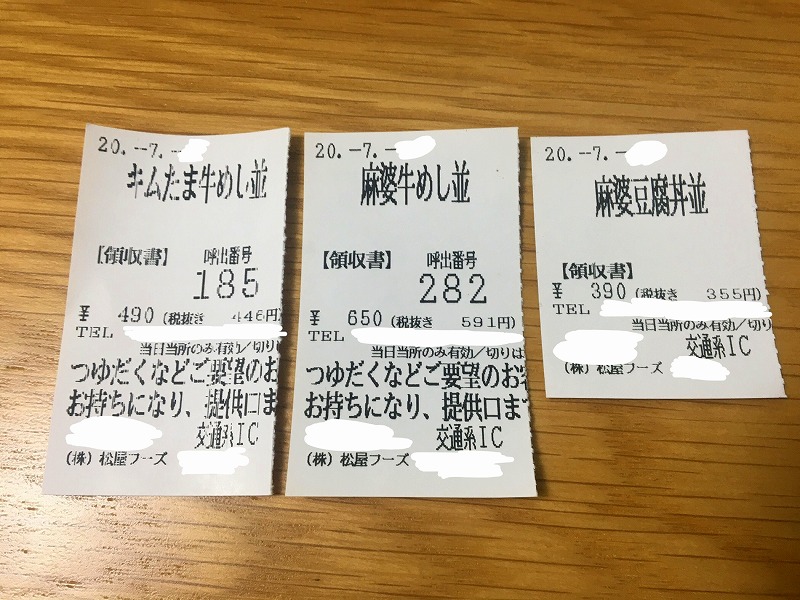 20.--7.-
キムたま牛めし並
【領収書】 呼出番号
185
¥ 490 (税抜き 446円)
TEL
当日当所のみ有効/切り
つゆだくなどご要望のお
お持ちになり、提供口ま
交通系IC
(株) 松屋フーズ
20.--7.-
麻婆牛めし並
【領収書】 呼出番号
282
¥ 650 (税抜き 591円)
TEL
当日当所のみ有効/切りは
つゆだくなどご要望のお客
お持ちになり、提供口まで
交通系IC
(株) 松屋フーズ
20.--7.-
麻婆豆腐丼並
【領収書】
¥ 390 (税抜き 355円)
TEL
当日当所のみ有効/切り
交通系IC
(株) 松屋フーズ